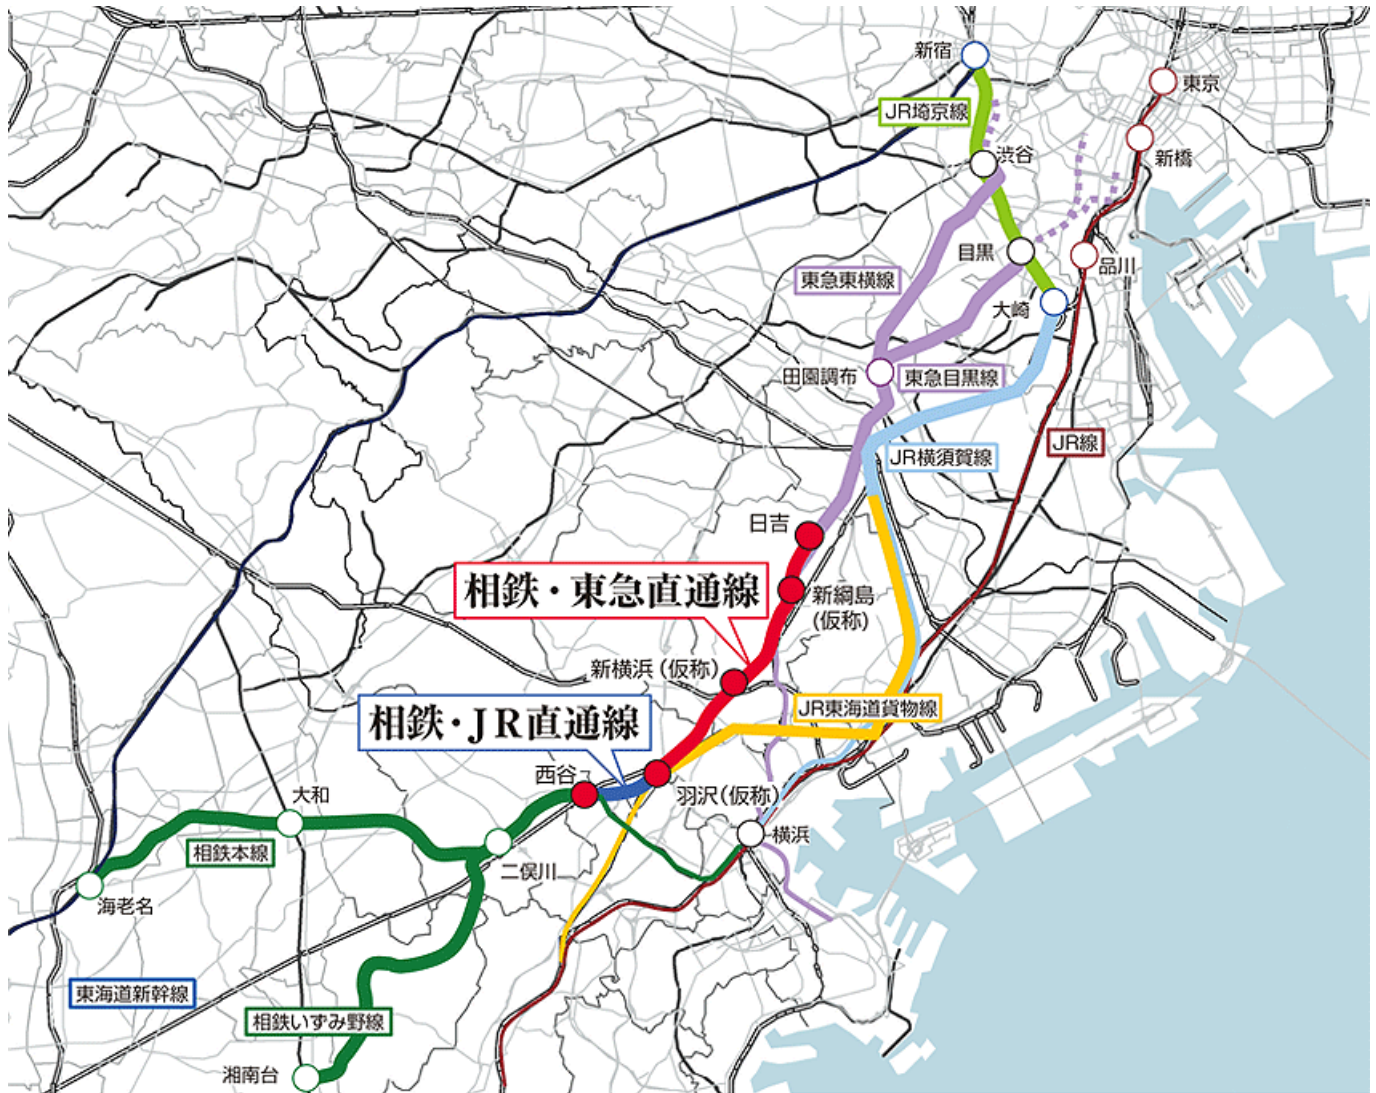 新宿
東京
JR埼京線
渋谷
新橋
目黒
品川
東急東横線
大崎
田園調布
東急目黒線
JR線
JR横須賀線
日吉
相鉄・東急直通線
新綱島
(仮称)
新横浜(仮称)
相鉄・JR直通線
JR東海道貨物線
西谷
羽沢(仮称)
大和
横浜
相鉄本線
二俣川
海老名
東海道新幹線
相鉄いずみ野線
湘南台